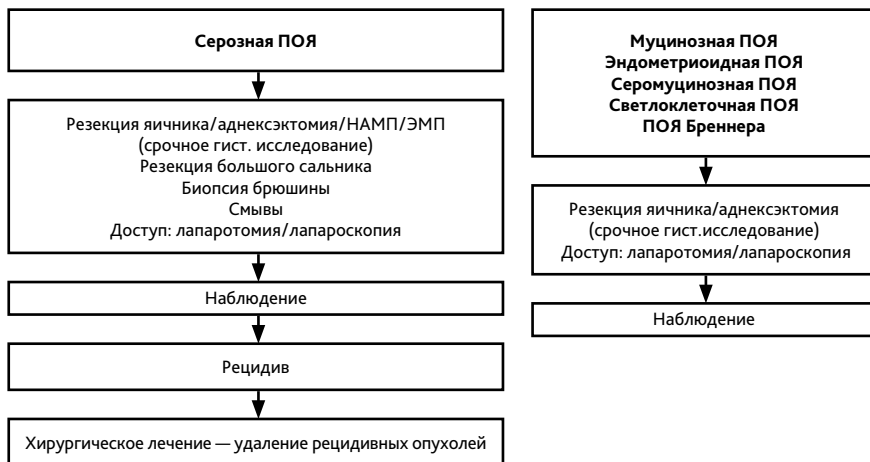 Серозная ПОЯ
Резекция яичника/аднексэктомия/НАМП/ЭМП
(срочное гист. исследование)
Резекция большого сальника
Биопсия брюшины
Смывы
Доступ: лапаротомия/лапароскопия
Наблюдение
Рецидив
Хирургическое лечение — удаление рецидивных опухолей
Муцинозная ПОЯ
Эндометриоидная ПОЯ
Серомуцинозная ПОЯ
Светлоклеточная ПОЯ
ПОЯ Бреннера
Резекция яичника/аднексэктомия
(срочное гист.исследование)
Доступ: лапаротомия/лапароскопия
Наблюдение